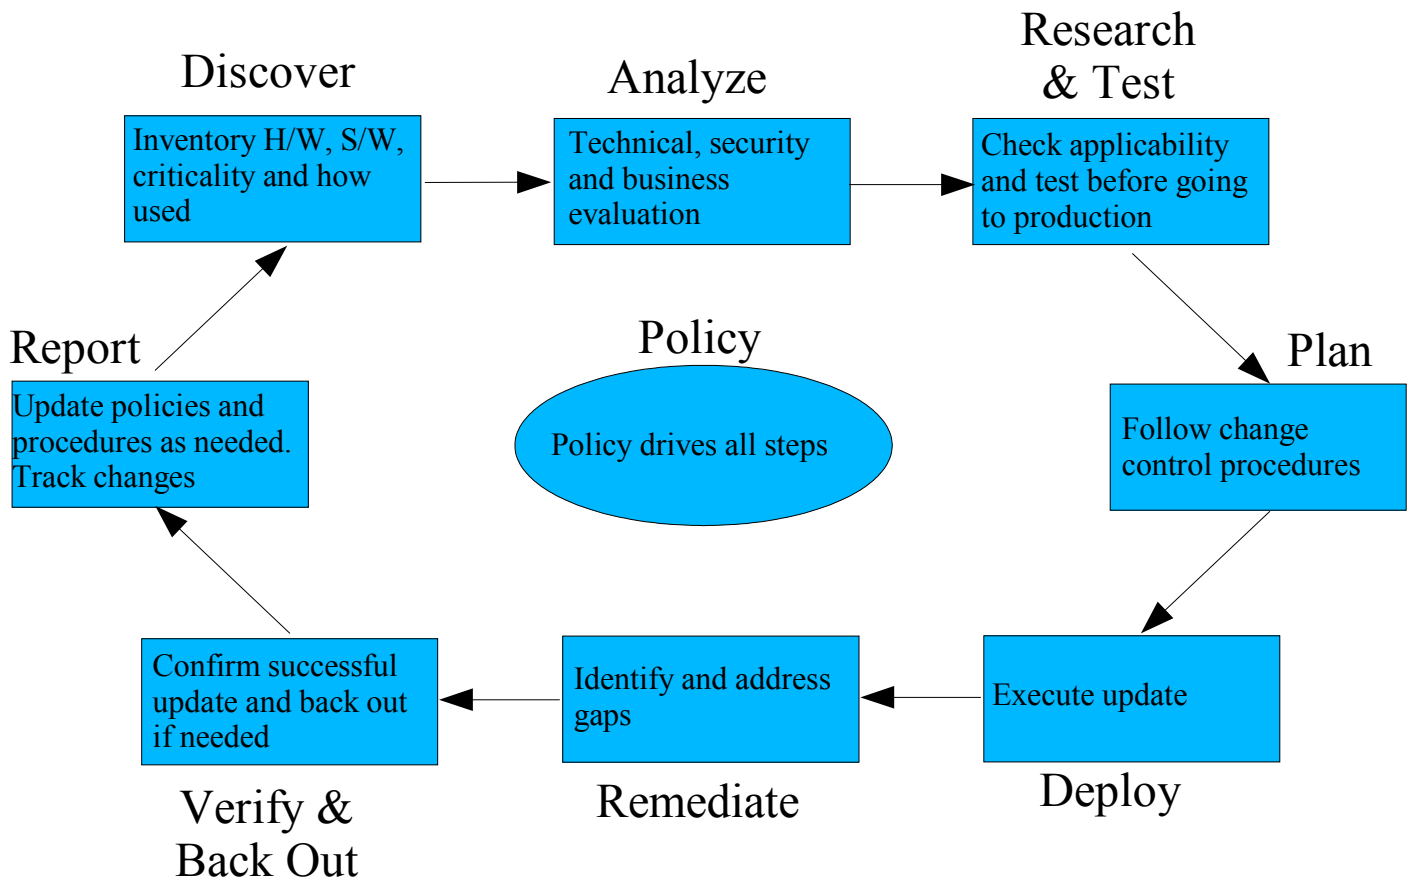 Discover
Inventory H/W, S/W,
criticality and how
used
Analyze
Technical, security
and business
evaluation
Research
& Test
Check applicability
and test before going
to production
Plan
Follow change
control procedures
Execute update
Deploy
Identify and address
gaps
Remediate
Confirm successful
update and back out
if needed
Verify &
Back Out
Report
Update policies and
procedures as needed.
Track changes
Policy
Policy drives all steps